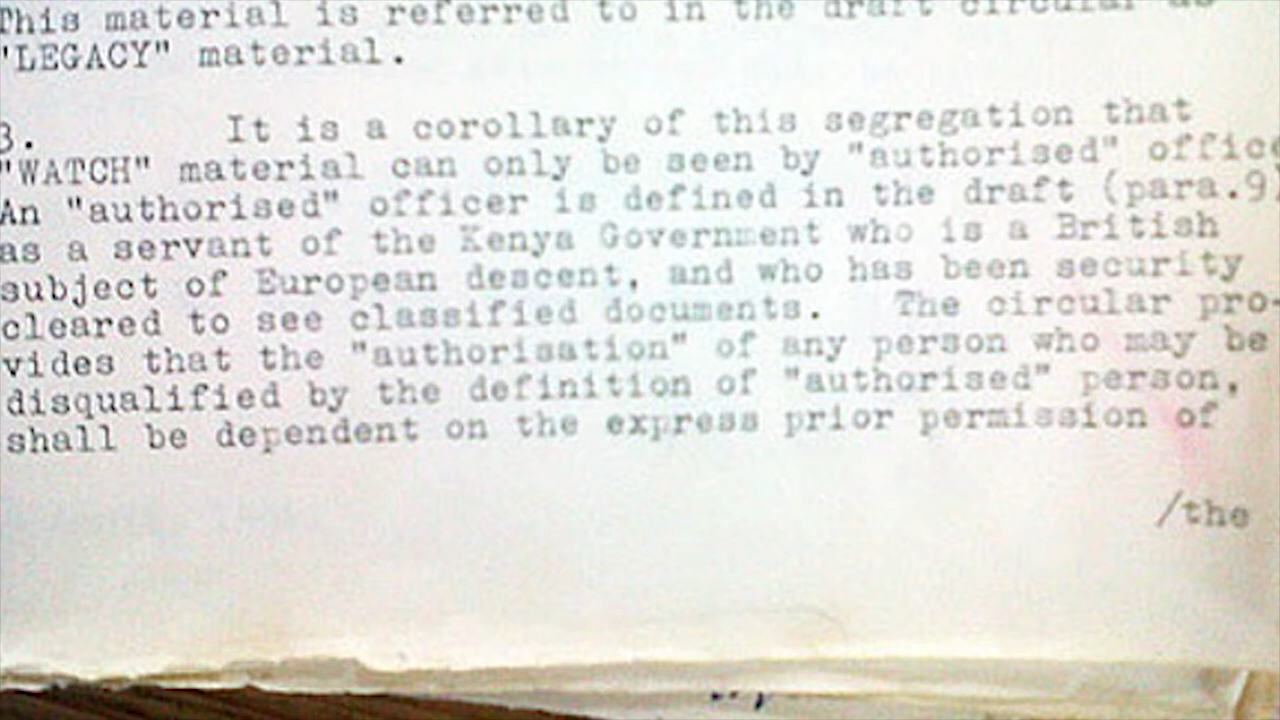 This material is referred to in the draft circular as
"LEGACY" material.
3. It is a corollary of this segregation that
"WATCH" material can only be seen by "authorised" office
An "authorised" officer is defined in the draft (para.9)
as a servant of the Kenya Government who is a British
subject of European descent, and who has been security
cleared to see classified documents. The circular pro-
vides that the "authorisation" of any person who may be
disqualified by the definition of "authorised" person,
shall be dependent on the express prior permission of
/the